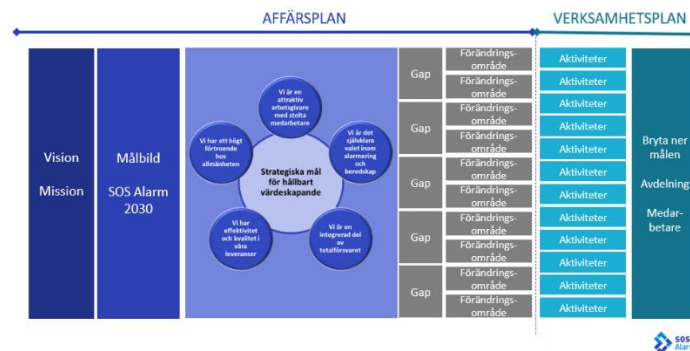 AFFÄRSPLAN
VERKSAMHETSPLAN
Vision
Mission
Målbild
SOS Alarm
2030
Vi är en
attraktiv
arbetsgivare
med stolta
medarbetare
Vi har ett högt
förtroende
hos
allmänheten
Vi är det
självklara
valet inom
alarmering
och
beredskap
Strategiska mål
för hållbart
värdeskapande
Vi har
effektivitet
och kvalitet i
våra
leveranser
Vi är en
integrerad del
av
totalförsvaret
Gap
Gap
Gap
Gap
Gap
Gap
Förändrings-
område
Förändrings-
område
Förändrings-
område
Förändrings-
område
Förändrings-
område
Förändrings-
område
Förändrings-
område
Förändrings-
område
Förändrings-
område
Förändrings-
område
Aktiviteter
Aktiviteter
Aktiviteter
Aktiviteter
Aktiviteter
Aktiviteter
Aktiviteter
Aktiviteter
Aktiviteter
Aktiviteter
Aktiviteter
Aktiviteter
Bryta ner
målen
Avdelning
Medar-
betare
SOS
Alarm